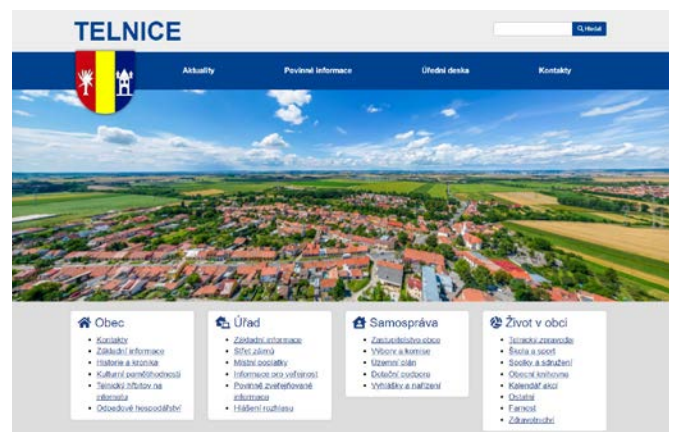 TELNICE
Hledat
Aktuality
Povinné informace
Úřední deska
Kontakty
Obec
Kontakty
Základní informace
Historie a kronika
Kulturní pamětihodnosti
Telnický hřbitov na
internetu
Odpadové hospodářství
Úřad
Základní informace
Střet zájmů
Místní poplatky
Informace pro veřejnost
Povinně zveřejňované
informace
Hlášení rozhlasu
Samospráva
Zastupitelstvo obce
Výbory a komise
Územní plán
Dotační podpora
Vyhlášky a nařízení
Život v obci
Telnický zpravodaj
Škola a sport
Spolky a sdružení
Obecní knihovna
Kalendář akcí
Ostatní
Farnost
Zdravotnictví